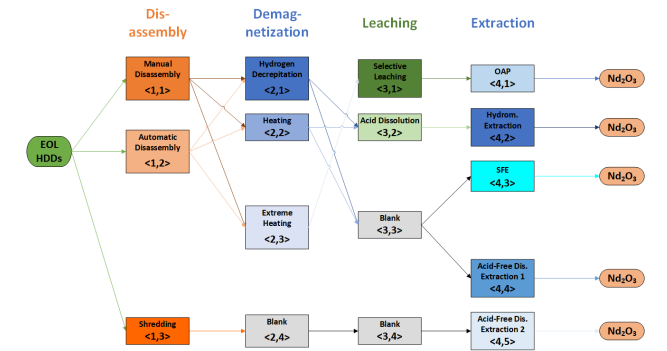 Dis-
assembly
Demag-
netization
Leaching
Extraction
Manual
Disassembly
<1,1>
Hydrogen
Decrepitation
<2,1>
Selective
Leaching
<3,1>
OAP
<4,1>
Nd₂O₃
EOL
HDDs
Automatic
Disassembly
<1,2>
Heating
<2,2>
Acid Dissolution
<3,2>
Hydrom.
Extraction
<4,2>
Nd₂O₃
SFE
<4,3>
Nd₂O₃
Extreme
Heating
<2,3>
Blank
<3,3>
Acid-Free Dis.
Extraction 1
<4,4>
Nd₂O₃
Shredding
<1,3>
Blank
<2,4>
Blank
<3,4>
Acid-Free Dis.
Extraction 2
<4,5>
Nd₂O₃